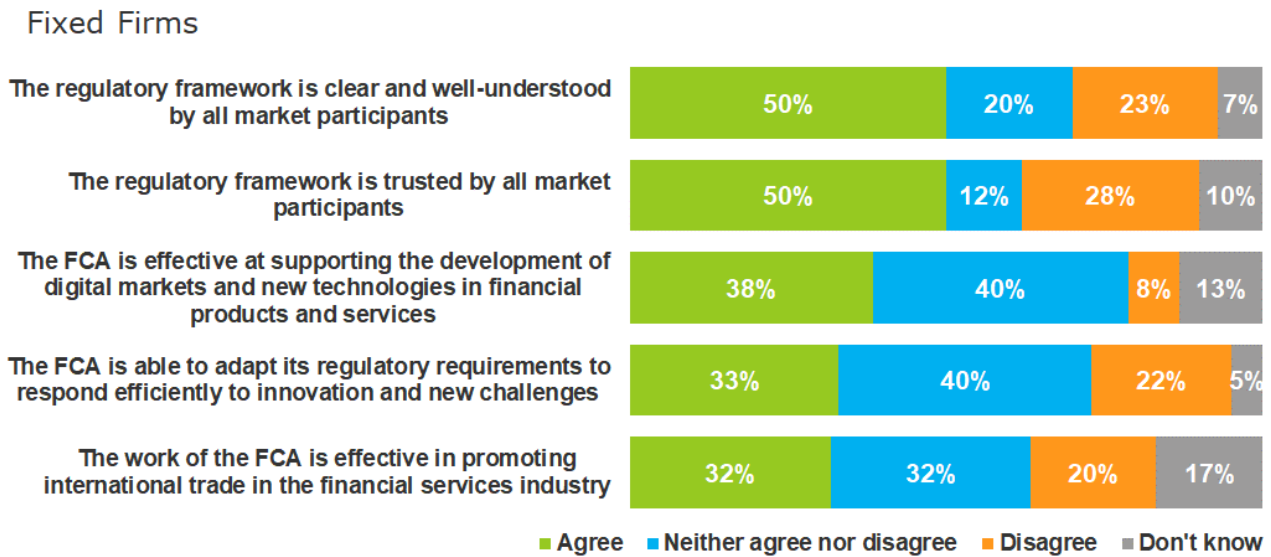 Fixed Firms
The regulatory framework is clear and well-understood
by all market participants
50% 20% 23% 7%
The regulatory framework is trusted by all market
participants
50% 12% 28% 10%
The FCA is effective at supporting the development of
digital markets and new technologies in financial
products and services
38% 40% 8% 13%
The FCA is able to adapt its regulatory requirements to
respond efficiently to innovation and new challenges
33% 40% 22% 5%
The work of the FCA is effective in promoting
international trade in the financial services industry
32% 32% 20% 17%
Agree Neither agree nor disagree Disagree Don't know